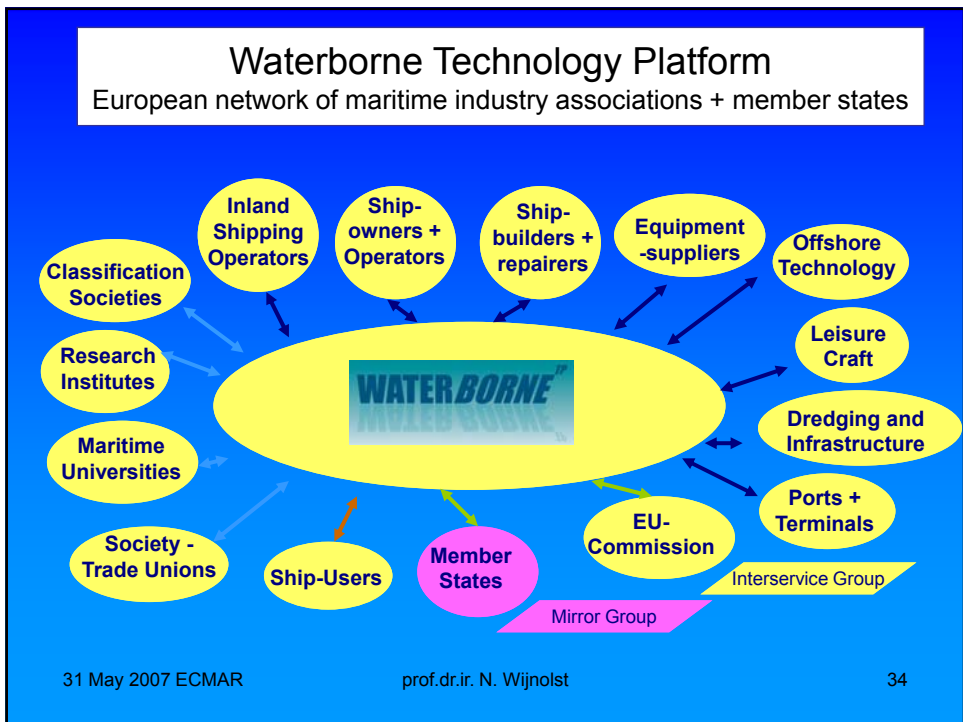 Waterborne Technology Platform
European network of maritime industry associations + member states
Inland
Shipping
Operators
Ship-
owners +
Operators
Ship-
builders +
repairers
Equipment
-suppliers
Offshore
Technology
Classification
Societies
Leisure
Craft
Research
Institutes
WATERBORNE TP
Dredging and
Infrastructure
Maritime
Universities
Ports +
Terminals
Society -
Trade Unions
Ship-Users
Member
States
EU-
Commission
Interservice Group
Mirror Group
31 May 2007 ECMAR
prof.dr.ir. N. Wijnolst
34